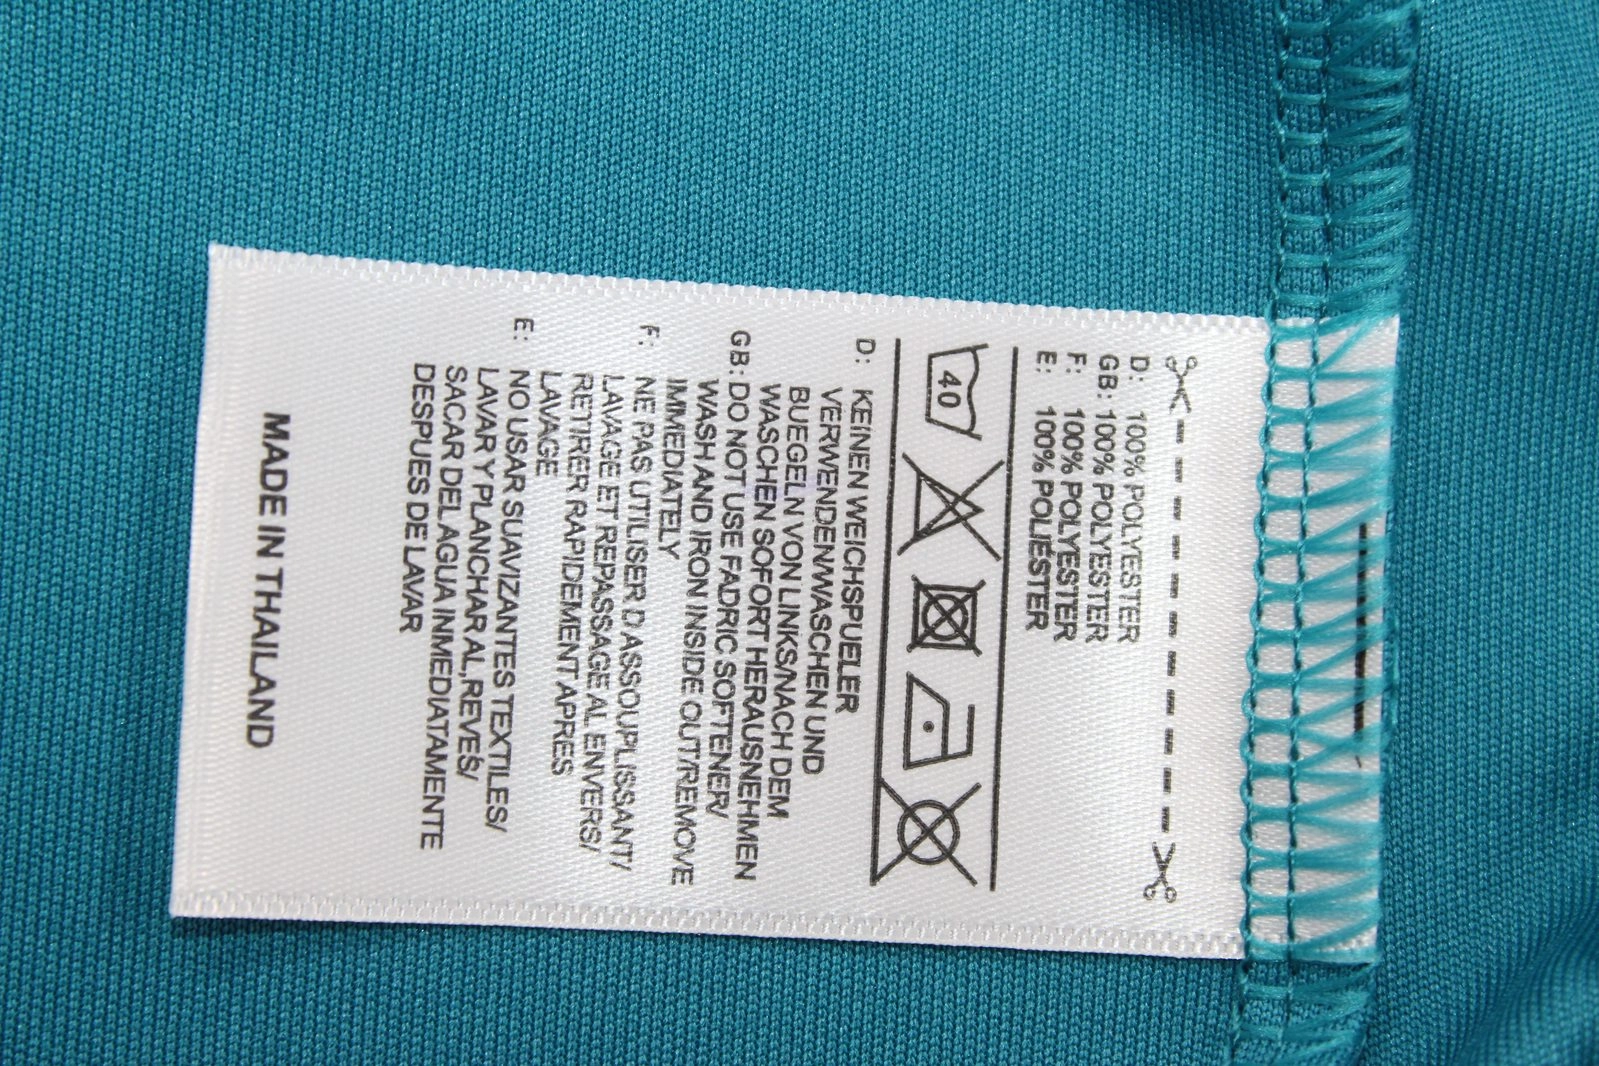 D: 100% POLYESTER
GB: 100% POLYESTER
F: 100% POLYESTER
E: 100% POLIÉSTER
40
D: KEINEN WEICHSPUELER
VERWENDEN/WASCHEN UND
BUEGELN VON LINKS/NACH DEM
WASCHEN SOFORT HERAUSNEHMEN
GB: DO NOT USE FADRIC SOFTENER/
WASH AND IRON INSIDE OUT/REMOVE
IMMEDIATELY
F: NE PAS UTILISER D ASSOUPLISSANT/
LAVAGE ET REPASSAGE AL ENVERS/
RETIRER RAPIDEMENT APRES
LAVAGE
E: NO USAR SUAVIZANTES TEXTILES/
LAVAR Y PLANCHAR AL,REVÉS/
SACAR DEL AGUA INMEDIATAMENTE
DESPUES DE LAVAR
MADE IN THAILAND